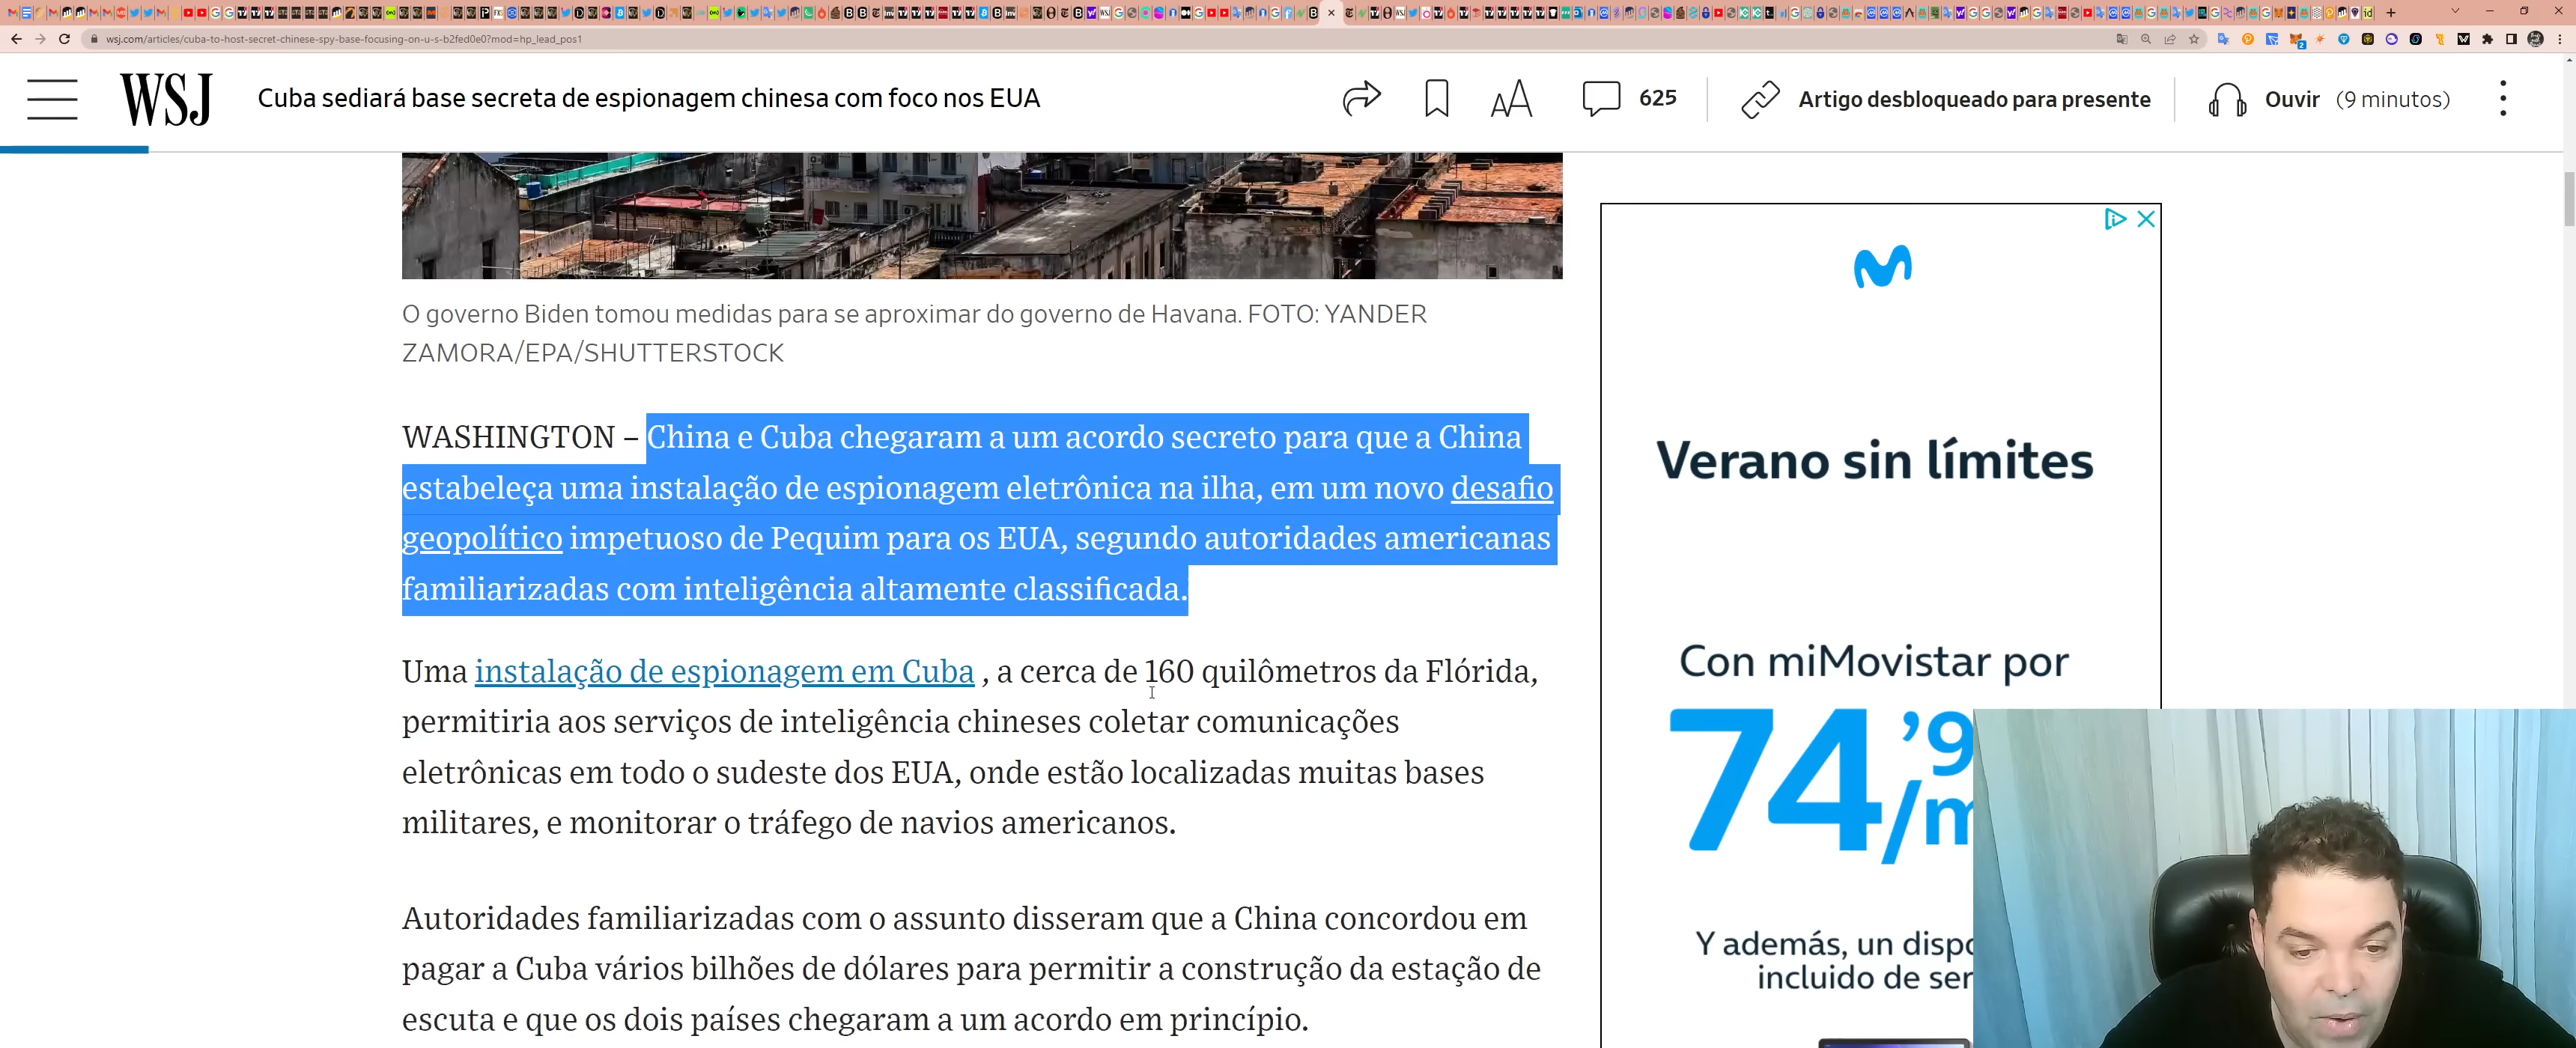 wsj.com/articles/cuba-to-host-secret-chinese-spy-base-focusing-on-u-s-b2fed0e0?mod=hp_lead_pos1
WSJ
Cuba sediará base secreta de espionagem chinesa com foco nos EUA
625
Artigo desbloqueado para presente
Ouvir (9 minutos)
O governo Biden tomou medidas para se aproximar do governo de Havana. FOTO: YANDER
ZAMORA/EPA/SHUTTERSTOCK
WASHINGTON – China e Cuba chegaram a um acordo secreto para que a China
estabeleça uma instalação de espionagem eletrônica na ilha, em um novo desafio
geopolítico impetuoso de Pequim para os EUA, segundo autoridades americanas
familiarizadas com inteligência altamente classificada.
Uma instalação de espionagem em Cuba , a cerca de 160 quilômetros da Flórida,
permitiria aos serviços de inteligência chineses coletar comunicações
eletrônicas em todo o sudeste dos EUA, onde estão localizadas muitas bases
militares, e monitorar o tráfego de navios americanos.
Autoridades familiarizadas com o assunto disseram que a China concordou em
pagar a Cuba vários bilhões de dólares para permitir a construção da estação de
escuta e que os dois países chegaram a um acordo em princípio.
Verano sin límites
Con miMovistar por
74,'9
/m
Y además, un dispo
incluido de ser